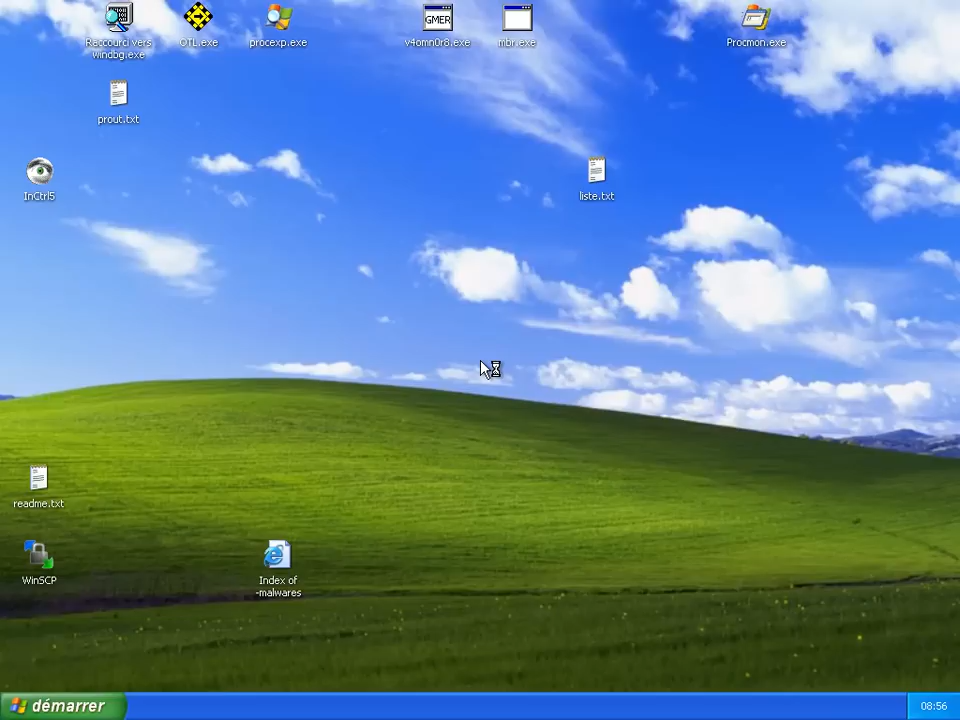 Raccourci vers
Windbg.exe
OTL.exe
procexp.exe
GMER
v4omn0r8.exe
mbr.exe
Procmon.exe
prout.txt
InCtrl5
liste.txt
readme.txt
WinSCP
Index of
-malwares
démarrer
08:56